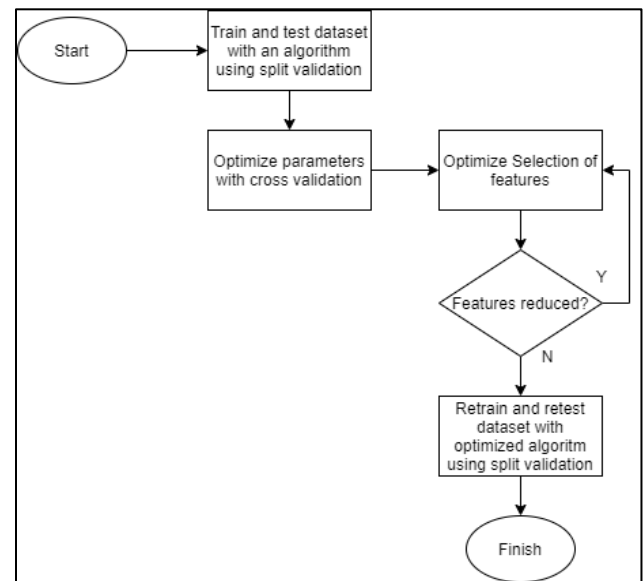 Start
Train and test dataset
with an algorithm
using split validation
Optimize parameters
with cross validation
Optimize Selection of
features
Y
Features reduced?
N
Retrain and retest
dataset with
optimized algoritm
using split validation
Finish